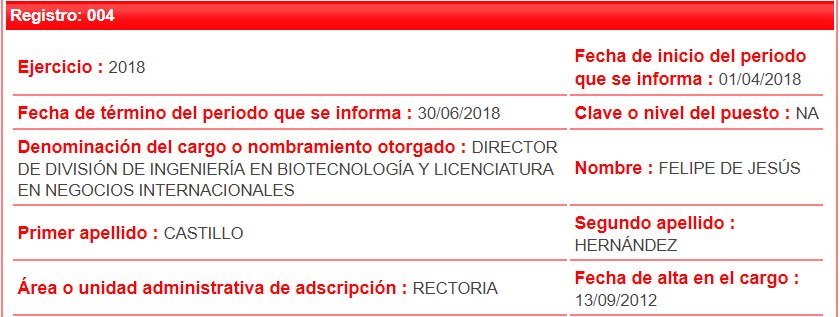 Registro: 004
Ejercicio : 2018
Fecha de inicio del periodo
que se informa : 01/04/2018
Fecha de término del periodo que se informa : 30/06/2018
Clave o nivel del puesto : NA
Denominación del cargo o nombramiento otorgado : DIRECTOR
DE DIVISIÓN DE INGENIERÍA EN BIOTECNOLOGÍA Y LICENCIATURA
EN NEGOCIOS INTERNACIONALES
Nombre : FELIPE DE JESÚS
Primer apellido : CASTILLO
Segundo apellido :
HERNÁNDEZ
Área o unidad administrativa de adscripción : RECTORIA
Fecha de alta en el cargo :
13/09/2012